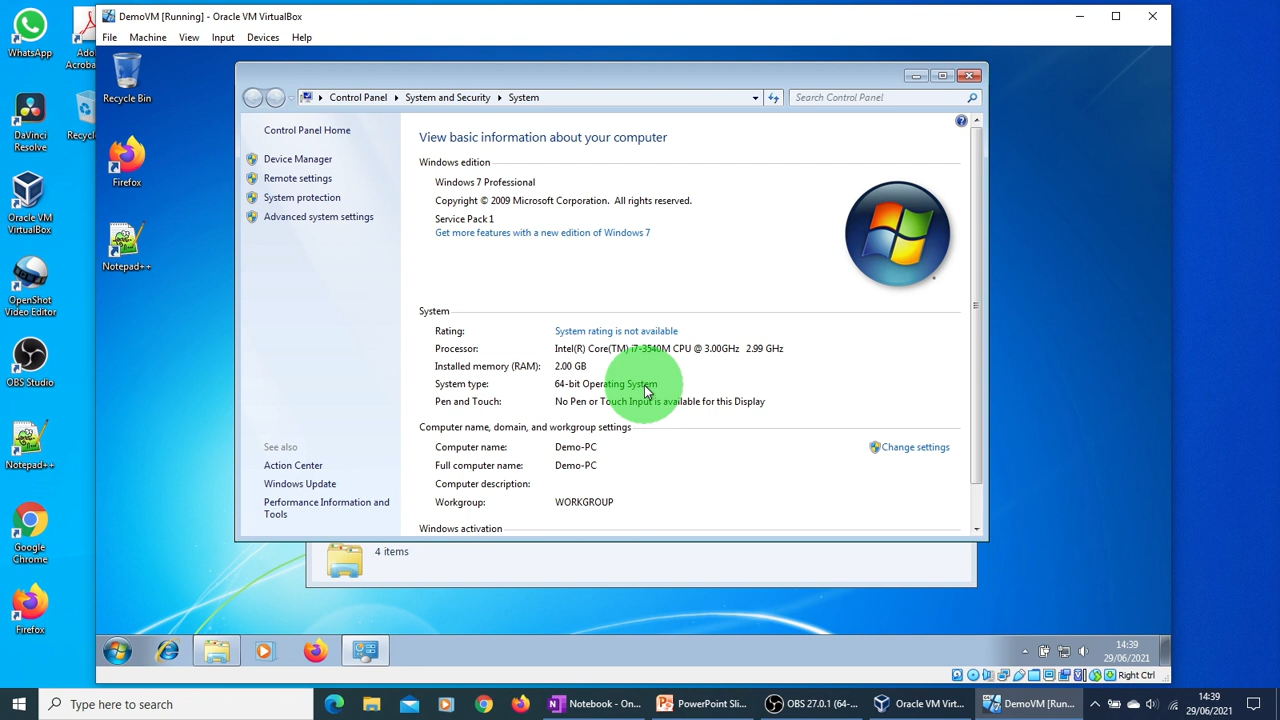 DemoVM [Running] - Oracle VM VirtualBox
File Machine View Input Devices Help
WhatsApp
Ado
Acroba
Recycle Bin
Control Panel System and Security System
Search Control Panel
Control Panel Home
Device Manager
Remote settings
System protection
Advanced system settings
View basic information about your computer
Windows edition
Windows 7 Professional
Copyright © 2009 Microsoft Corporation. All rights reserved.
Service Pack 1
Get more features with a new edition of Windows 7
System
Rating: System rating is not available
Processor: Intel(R) Core(TM) i7-3540M CPU @ 3.00GHz 2.99 GHz
Installed memory (RAM): 2.00 GB
System type: 64-bit Operating System
Pen and Touch: No Pen or Touch Input is available for this Display
Computer name, domain, and workgroup settings
Computer name: Demo-PC
Change settings
Full computer name: Demo-PC
Computer description:
Workgroup: WORKGROUP
Windows activation
See also
Action Center
Windows Update
Performance Information and
Tools
4 items
DaVinci
Resolve
Recycl
Firefox
Oracle VM
VirtualBox
Notepad++
OpenShot
Video Editor
OBS Studio
Notepad++
Google
Chrome
Firefox
14:39
29/06/2021
Right Ctrl
Type here to search
Notebook - On...
PowerPoint Sli...
OBS 27.0.1 (64-...
Oracle VM Virt...
DemoVM [Run...
14:39
29/06/2021